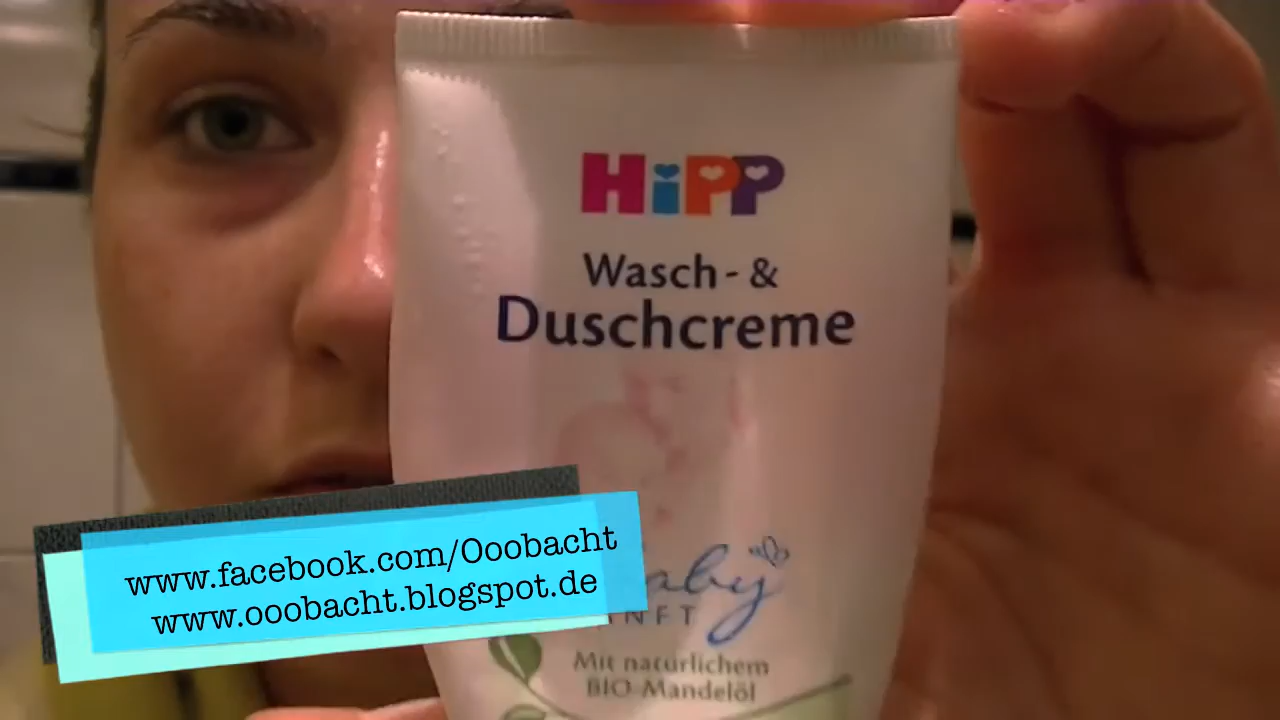 HiPP
Wasch- &
Duschcreme
www.facebook.com/Ooobacht
www.ooobacht.blogspot.de
Mit natürlichem
BIO-Mandelöl